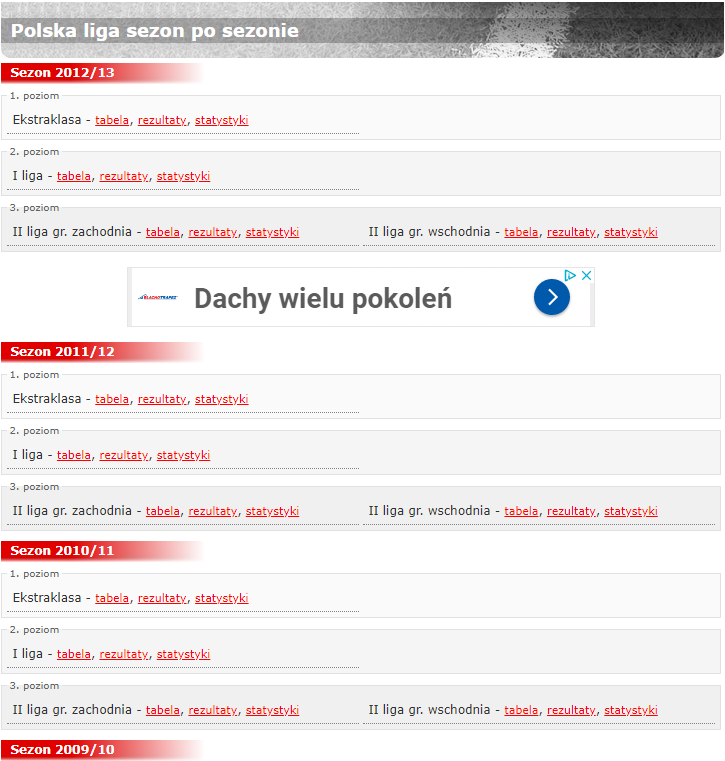 Polska liga sezon po sezonie
Sezon 2012/13
1. poziom
Ekstraklasa - tabela, rezultaty, statystyki
2. poziom
I liga - tabela, rezultaty, statystyki
3. poziom
II liga gr. zachodnia - tabela, rezultaty, statystyki II liga gr. wschodnia - tabela, rezultaty, statystyki
BLACHOTRAPEZ Dachy wielu pokoleń
Sezon 2011/12
1. poziom
Ekstraklasa - tabela, rezultaty, statystyki
2. poziom
I liga - tabela, rezultaty, statystyki
3. poziom
II liga gr. zachodnia - tabela, rezultaty, statystyki II liga gr. wschodnia - tabela, rezultaty, statystyki
Sezon 2010/11
1. poziom
Ekstraklasa - tabela, rezultaty, statystyki
2. poziom
I liga - tabela, rezultaty, statystyki
3. poziom
II liga gr. zachodnia - tabela, rezultaty, statystyki II liga gr. wschodnia - tabela, rezultaty, statystyki
Sezon 2009/10